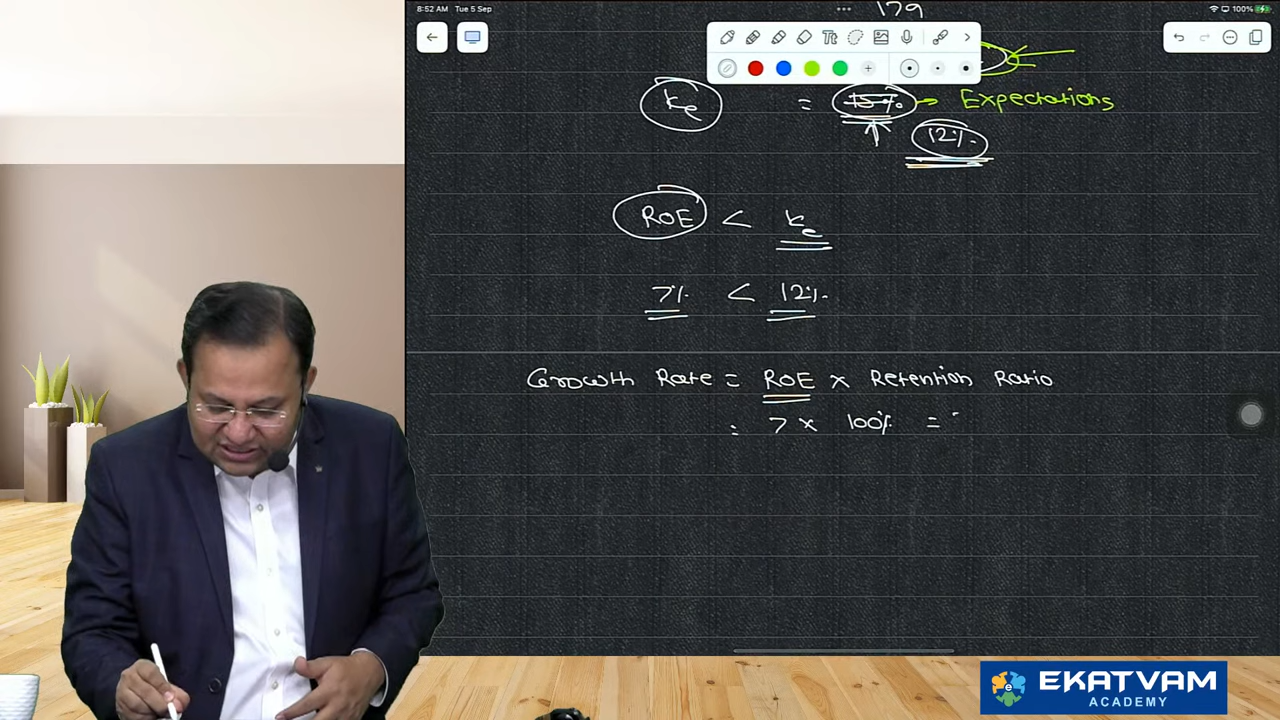 8:52 AM Tue 5 Sep
100%
179
ke = 15%. → Expectations
12%.
ROE < ke
7%. < 12%.
Growth Rate = ROE × Retention Ratio
= 7 × 100% =
EKATVAM
ACADEMY